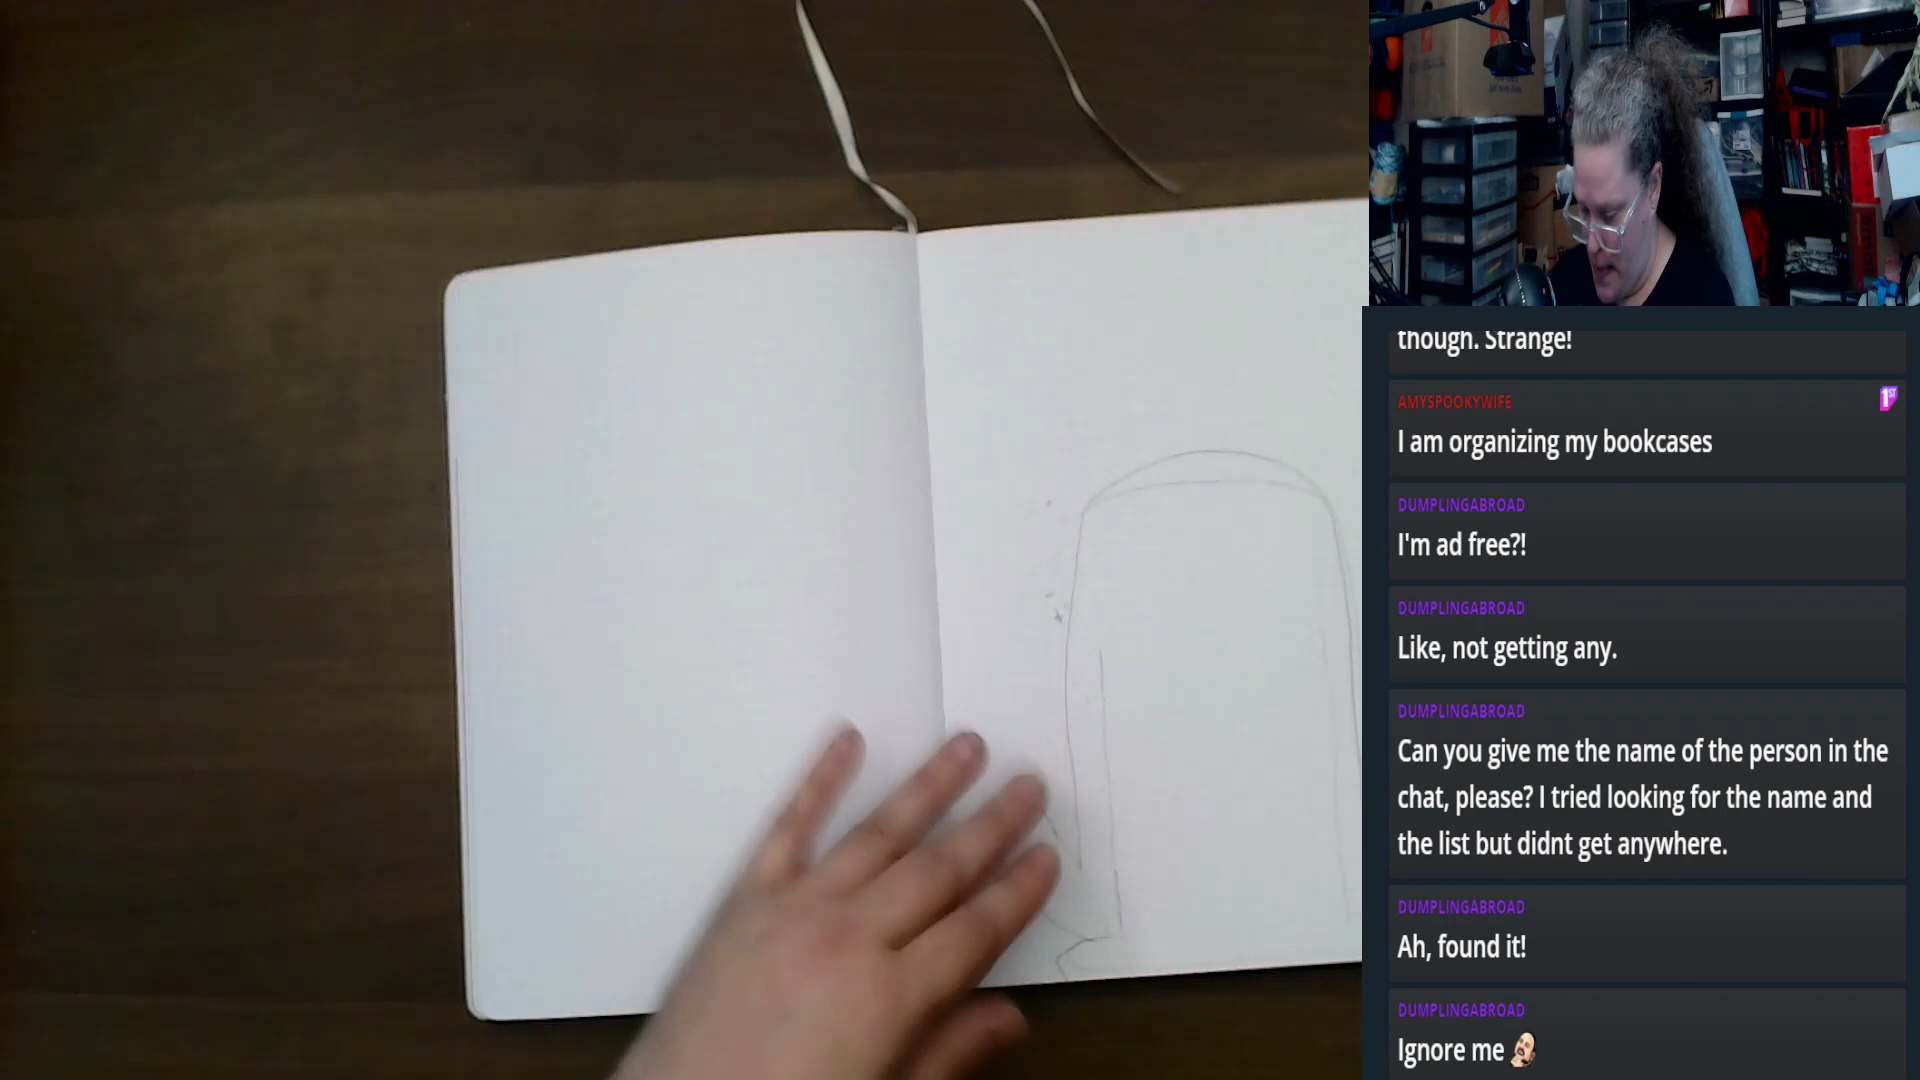 though. Strange!
AMYSPOOKYWIFE
1ST
I am organizing my bookcases
DUMPLINGABROAD
I'm ad free?!
DUMPLINGABROAD
Like, not getting any.
DUMPLINGABROAD
Can you give me the name of the person in the
chat, please? I tried looking for the name and
the list but didnt get anywhere.
DUMPLINGABROAD
Ah, found it!
DUMPLINGABROAD
Ignore me